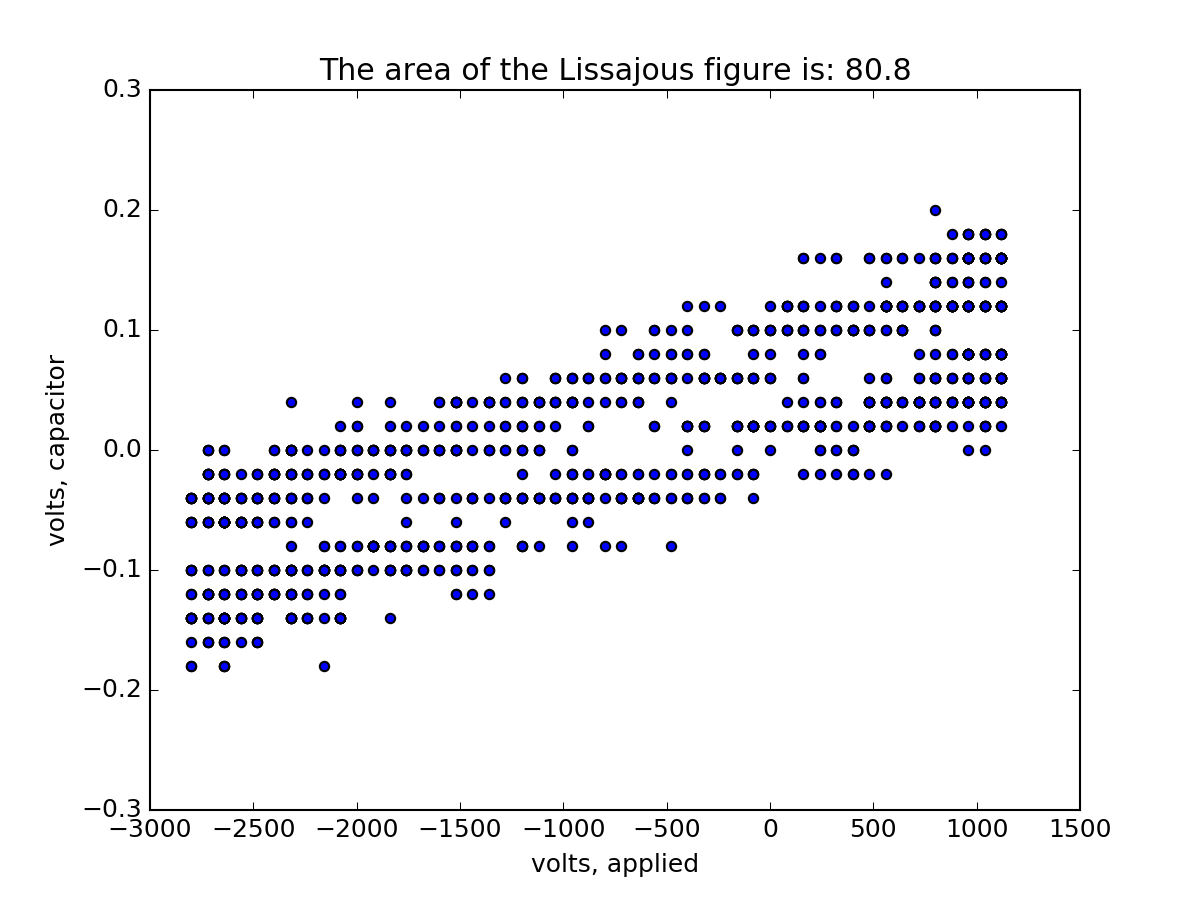 The area of the Lissajous figure is: 80.8
0.3
0.2
0.1
0.0
−0.1
−0.2
−0.3
volts, capacitor
−3000 −2500 −2000 −1500 −1000 −500 0 500 1000 1500
volts, applied